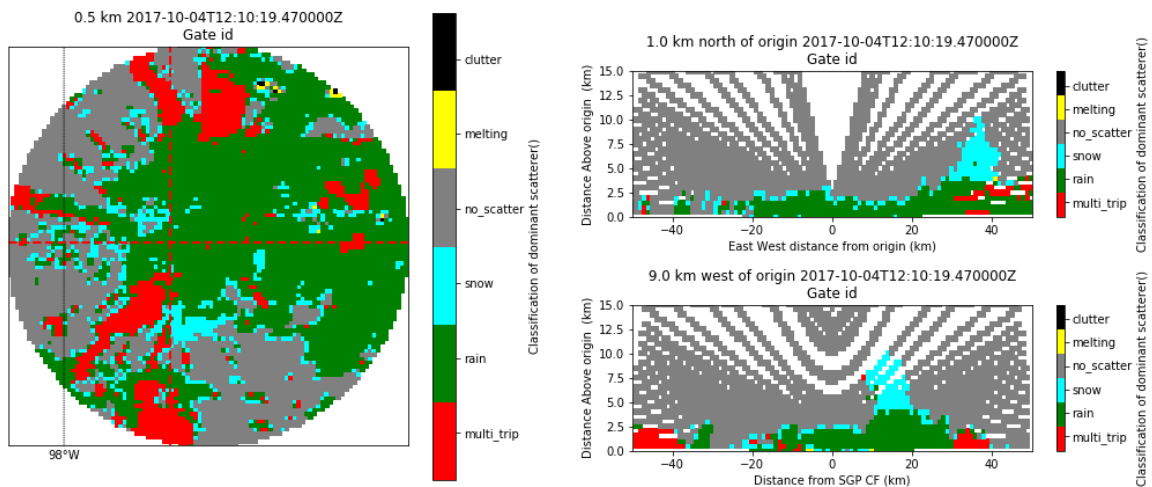 0.5 km 2017-10-04T12:10:19.470000Z
Gate id
98°W
clutter
melting
no_scatter
snow
rain
multi_trip
Classification of dominant scatterer()
1.0 km north of origin 2017-10-04T12:10:19.470000Z
Gate id
Distance Above origin (km)
15.0
12.5
10.0
7.5
5.0
2.5
0.0
−40 −20 0 20 40
East West distance from origin (km)
clutter
melting
no_scatter
snow
rain
multi_trip
Classification of dominant scatterer()
9.0 km west of origin 2017-10-04T12:10:19.470000Z
Gate id
Distance Above origin (km)
15.0
12.5
10.0
7.5
5.0
2.5
0.0
−40 −20 0 20 40
Distance from SGP CF (km)
clutter
melting
no_scatter
snow
rain
multi_trip
Classification of dominant scatterer()